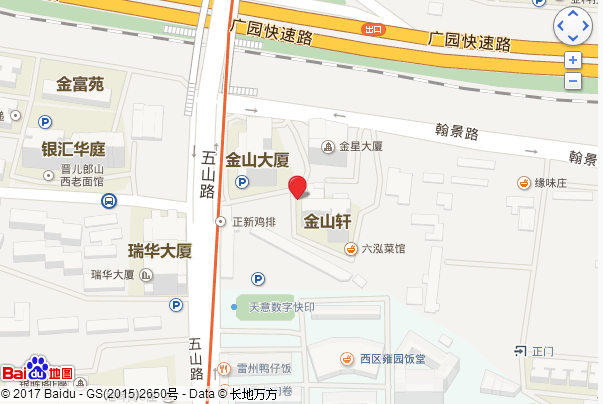 广园快速路
出口
广园快速路
金富苑
银汇华庭
晋儿郎山
西老面馆
五山路
金山大厦
金星大厦
翰景路
翰景
缘味庄
正新鸡排
金山轩
六泓菜馆
瑞华大厦
瑞华大厦
天意数字快印
五山路
雷州鸭仔饭
西区雍园饭堂
正门
Bai 地图
© 2017 Baidu - GS(2015)2650号 - Data © 长地万方